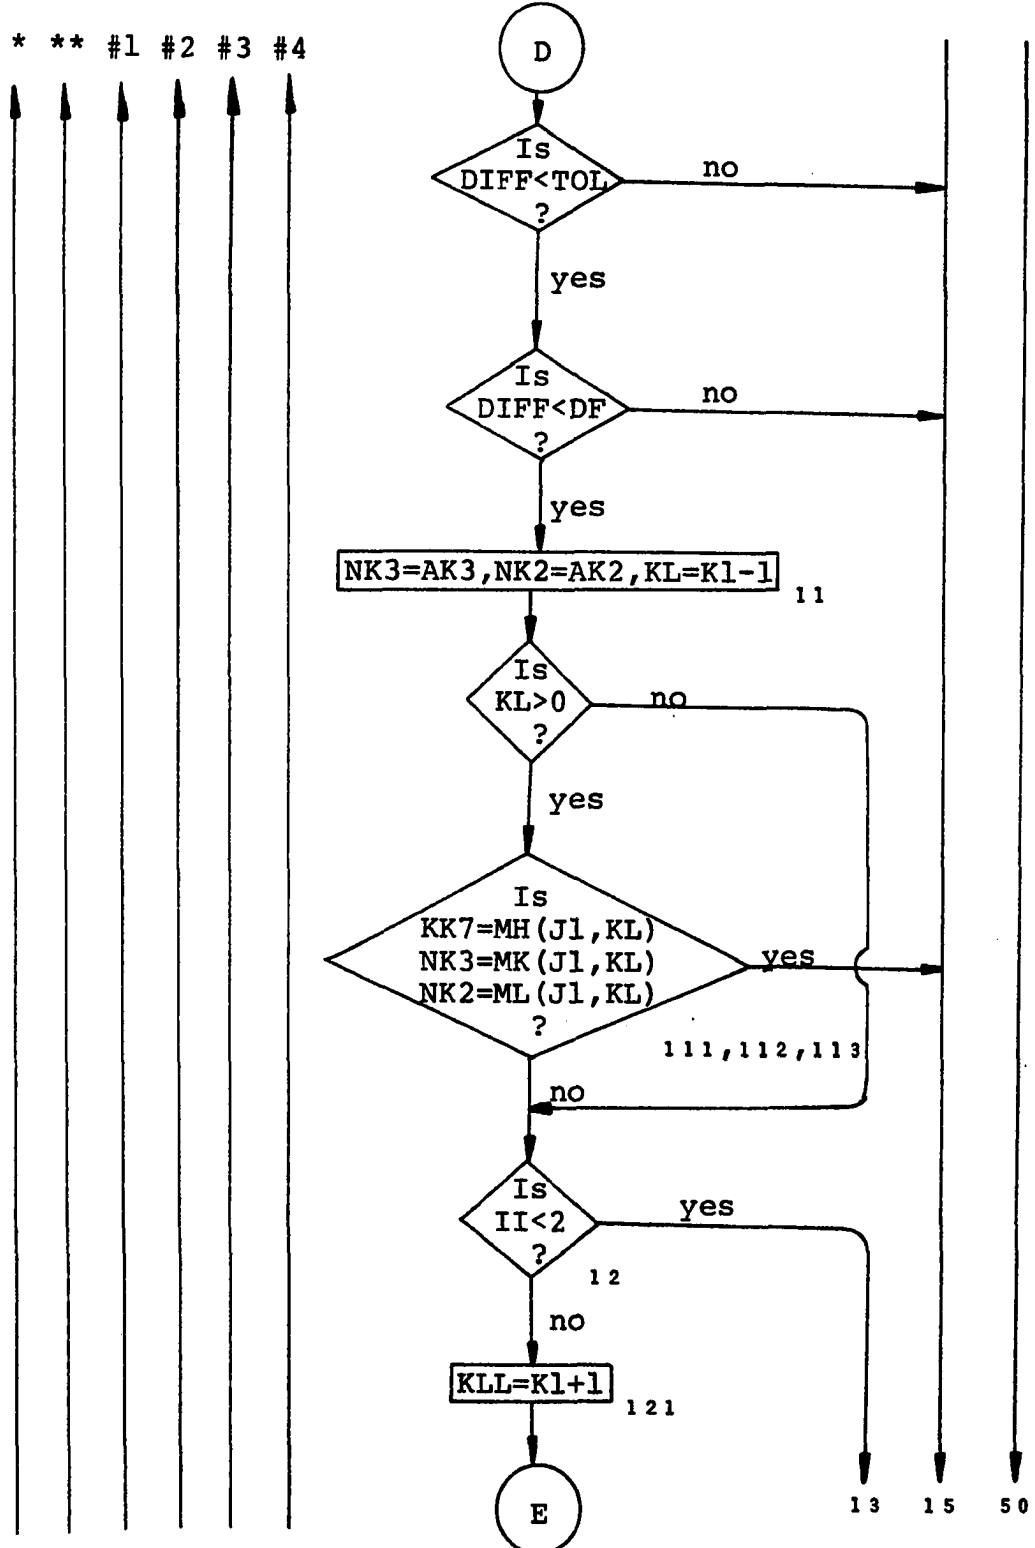 * ** #1 #2 #3 #4
D
Is
DIFF<TOL
?
no
yes
Is
DIFF<DF
?
no
yes
NK3=AK3,NK2=AK2,KL=K1-1
11
Is
KL>0
?
no
yes
Is
KK7=MH(J1,KL)
NK3=MK(J1,KL)
NK2=ML(J1,KL)
?
yes
111,112,113
no
Is
II<2
?
yes
12
no
KLL=K1+1
121
E
13 15 50